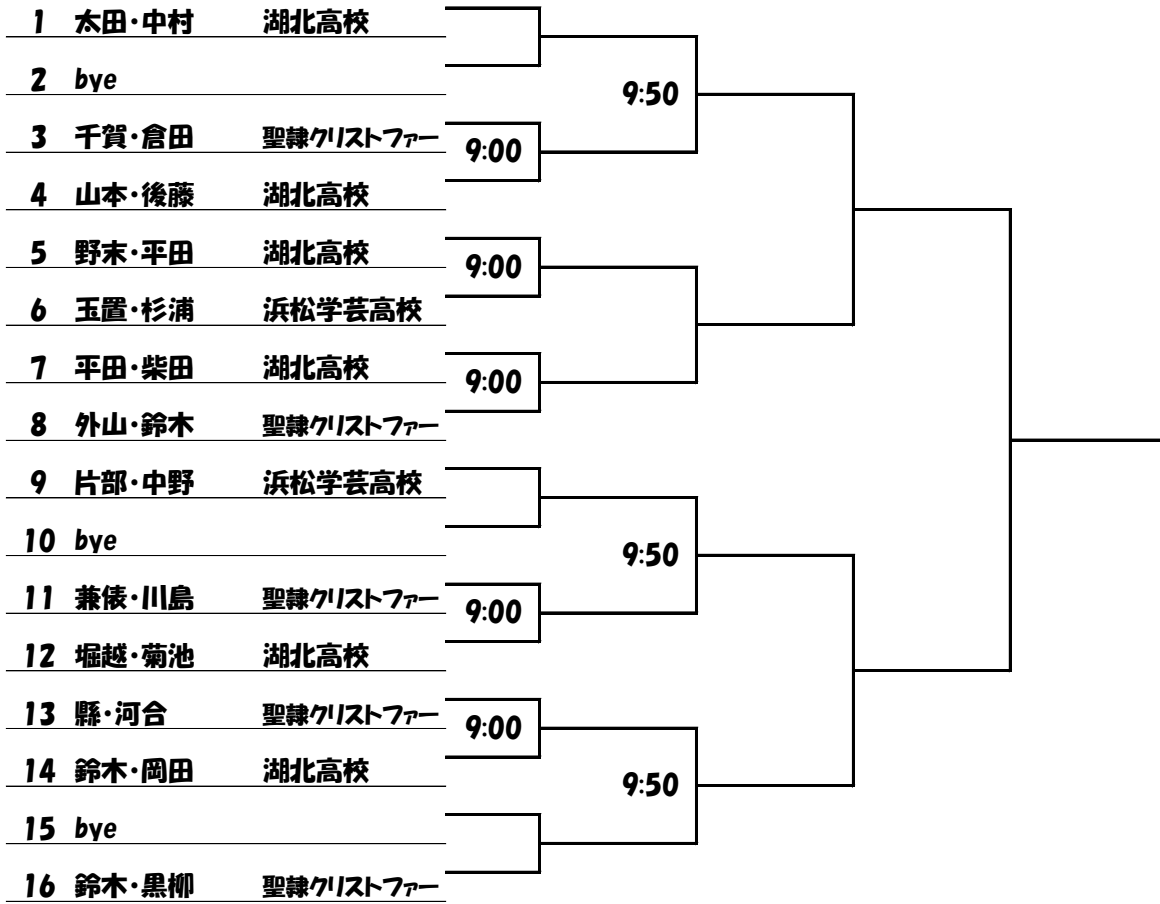 1 太田・中村 湖北高校
2 bye
9:50
3 千賀・倉田 聖隷クリストファー
9:00
4 山本・後藤 湖北高校
5 野末・平田 湖北高校
9:00
6 玉置・杉浦 浜松学芸高校
7 平田・柴田 湖北高校
9:00
8 外山・鈴木 聖隷クリストファー
9 片部・中野 浜松学芸高校
10 bye
9:50
11 兼俵・川島 聖隷クリストファー
9:00
12 堀越・菊池 湖北高校
13 縣・河合 聖隷クリストファー
9:00
14 鈴木・岡田 湖北高校
9:50
15 bye
16 鈴木・黒柳 聖隷クリストファー